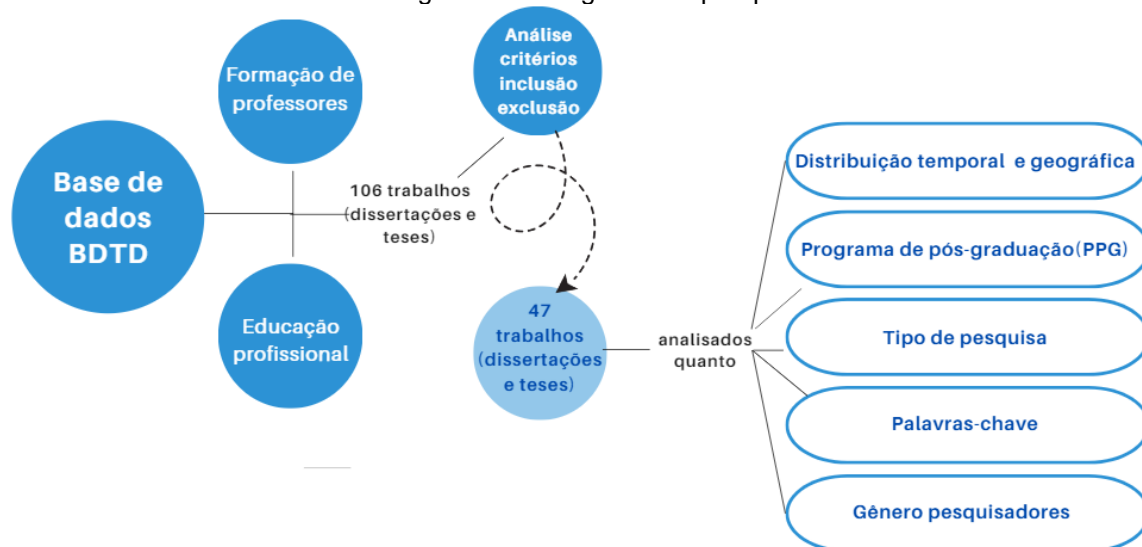 Formação de
professores
Base de
dados
BDTD
Educação
profissional
106 trabalhos
(dissertações e
teses)
Análise
critérios
inclusão
exclusão
47
trabalhos
(dissertações
e teses)
analisados
quanto
Distribuição temporal e geográfica
Programa de pós-graduação(PPG)
Tipo de pesquisa
Palavras-chave
Gênero pesquisadores